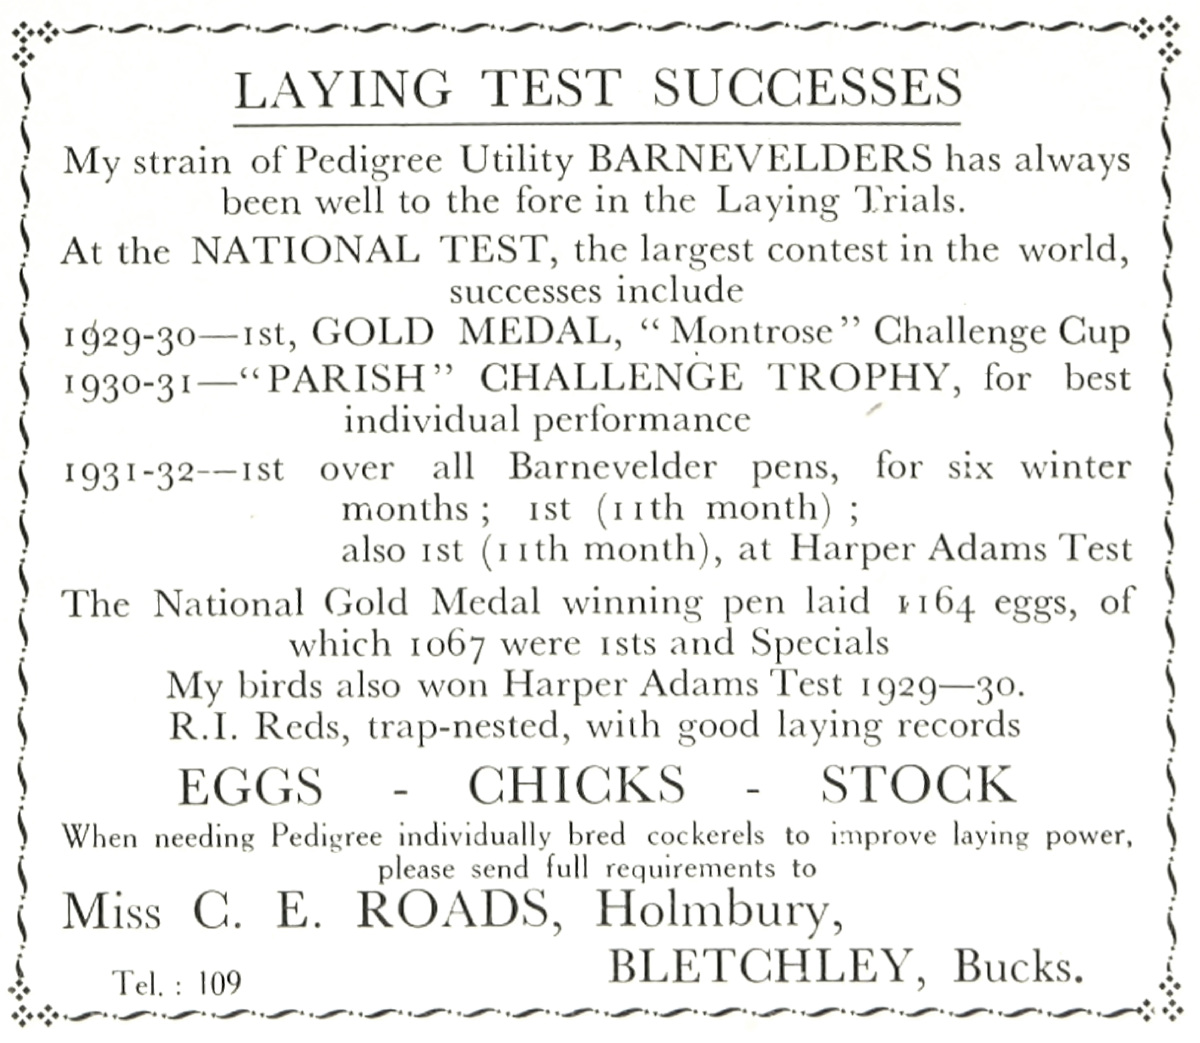 LAYING TEST SUCCESSES
My strain of Pedigree Utility BARNEVELDERS has always
been well to the fore in the Laying Trials.
At the NATIONAL TEST, the largest contest in the world,
successes include
1929-30—1st, GOLD MEDAL, “Montrose” Challenge Cup
1930-31—“PARISH” CHALLENGE TROPHY, for best
individual performance
1931-32—1st over all Barnevelder pens, for six winter
months ; 1st (11th month) ;
also 1st (11th month), at Harper Adams Test
The National Gold Medal winning pen laid 1164 eggs, of
which 1067 were 1sts and Specials
My birds also won Harper Adams Test 1929—30.
R.I. Reds, trap-nested, with good laying records
EGGS - CHICKS - STOCK
When needing Pedigree individually bred cockerels to improve laying power,
please send full requirements to
Miss C. E. ROADS, Holmbury,
BLETCHLEY, Bucks.
Tel. : 109